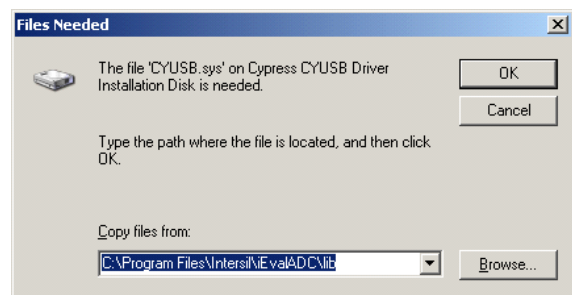 Files Needed
The file 'CYUSB.sys' on Cypress CYUSB Driver
Installation Disk is needed.
OK
Cancel
Type the path where the file is located, and then click
OK.
Copy files from:
C:\Program Files\Intersil\iEvalADC\lib
Browse...